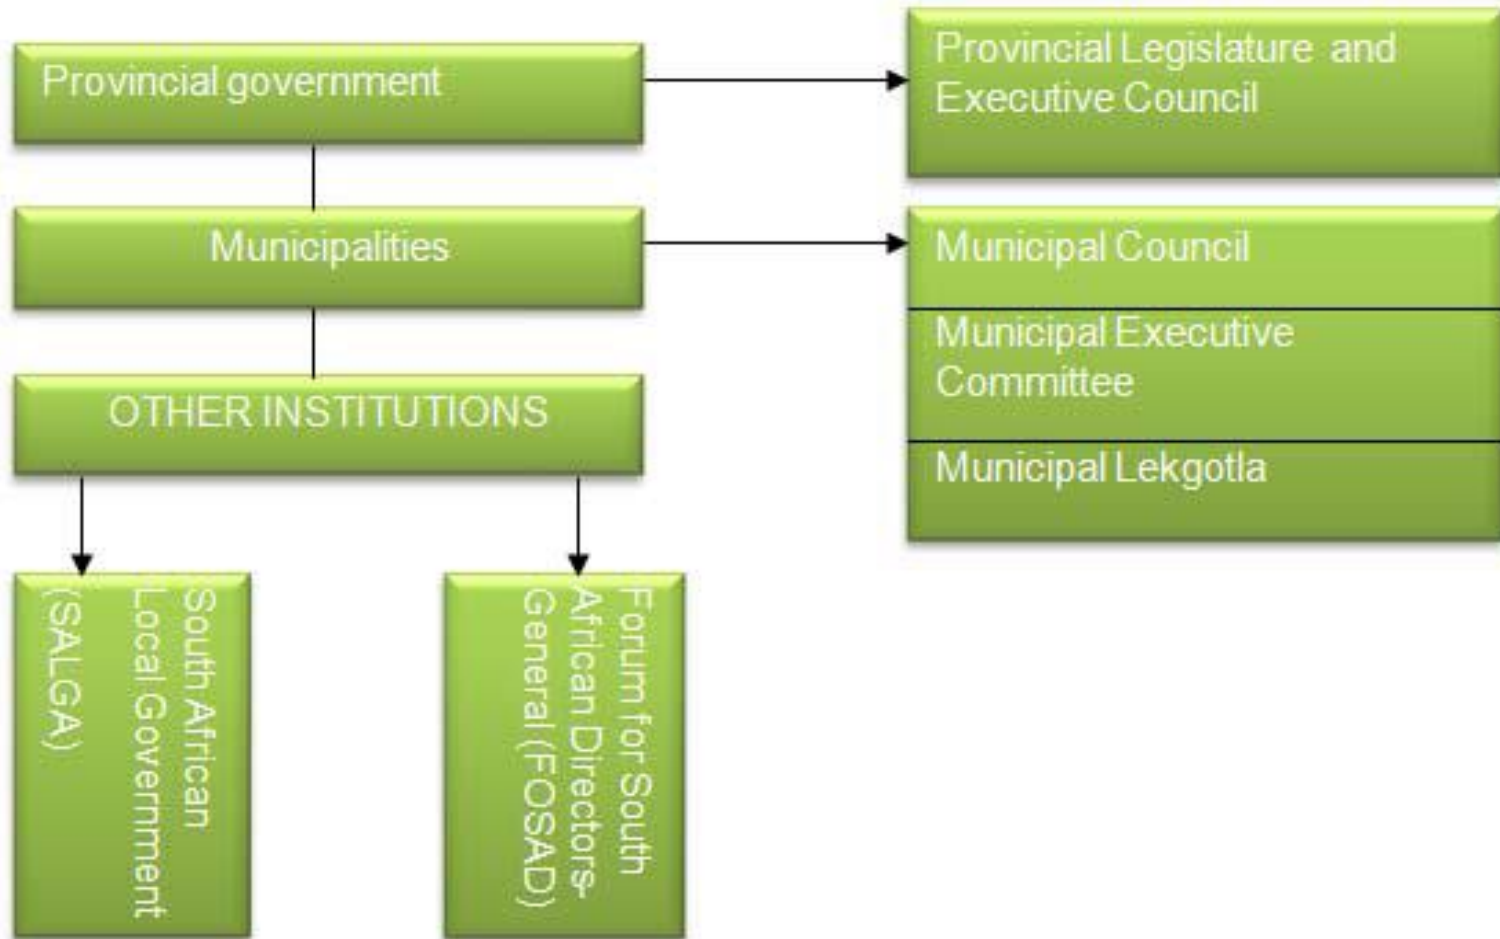 Provincial government
Provincial Legislature and
Executive Council
Municipalities
Municipal Council
Municipal Executive
Committee
Municipal Lekgotla
OTHER INSTITUTIONS
South African
Local Government
(SALGA)
Forum for South
African Directors-
General (FOSAD)